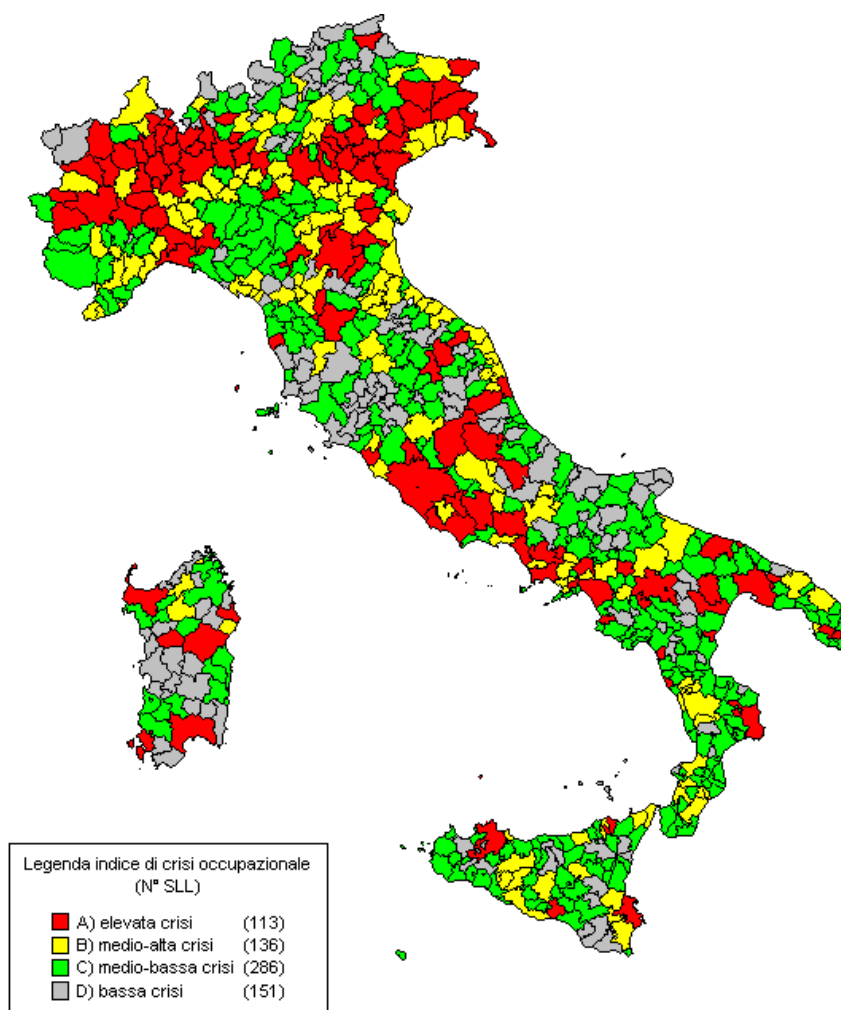 Legenda indice di crisi occupazionale
(N° SLL)
A) elevata crisi (113)
B) medio-alta crisi (136)
C) medio-bassa crisi (286)
D) bassa crisi (151)